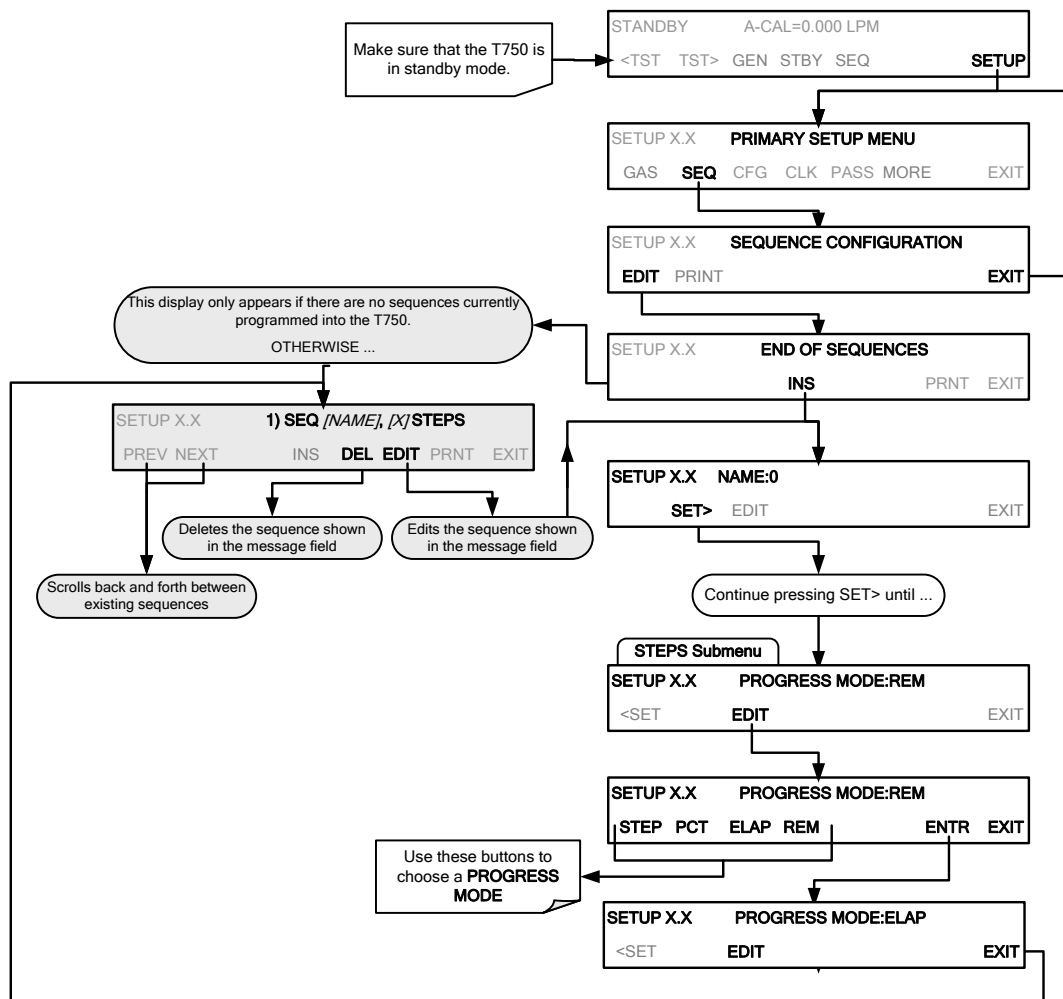 Make sure that the T750 is
in standby mode.
STANDBY A-CAL=0.000 LPM
<TST TST> GEN STBY SEQ SETUP
SETUP X.X PRIMARY SETUP MENU
GAS SEQ CFG CLK PASS MORE EXIT
SETUP X.X SEQUENCE CONFIGURATION
EDIT PRINT EXIT
This display only appears if there are no sequences currently
programmed into the T750.
OTHERWISE ...
SETUP X.X END OF SEQUENCES
INS PRNT EXIT
SETUP X.X 1) SEQ [NAME], [X] STEPS
PREV NEXT INS DEL EDIT PRNT EXIT
Deletes the sequence shown
in the message field
Edits the sequence shown
in the message field
Scrolls back and forth between
existing sequences
SETUP X.X NAME:0
SET> EDIT EXIT
Continue pressing SET> until ...
STEPS Submenu
SETUP X.X PROGRESS MODE:REM
<SET EDIT EXIT
SETUP X.X PROGRESS MODE:REM
STEP PCT ELAP REM ENTR EXIT
Use these buttons to
choose a PROGRESS
MODE
SETUP X.X PROGRESS MODE:ELAP
<SET EDIT EXIT